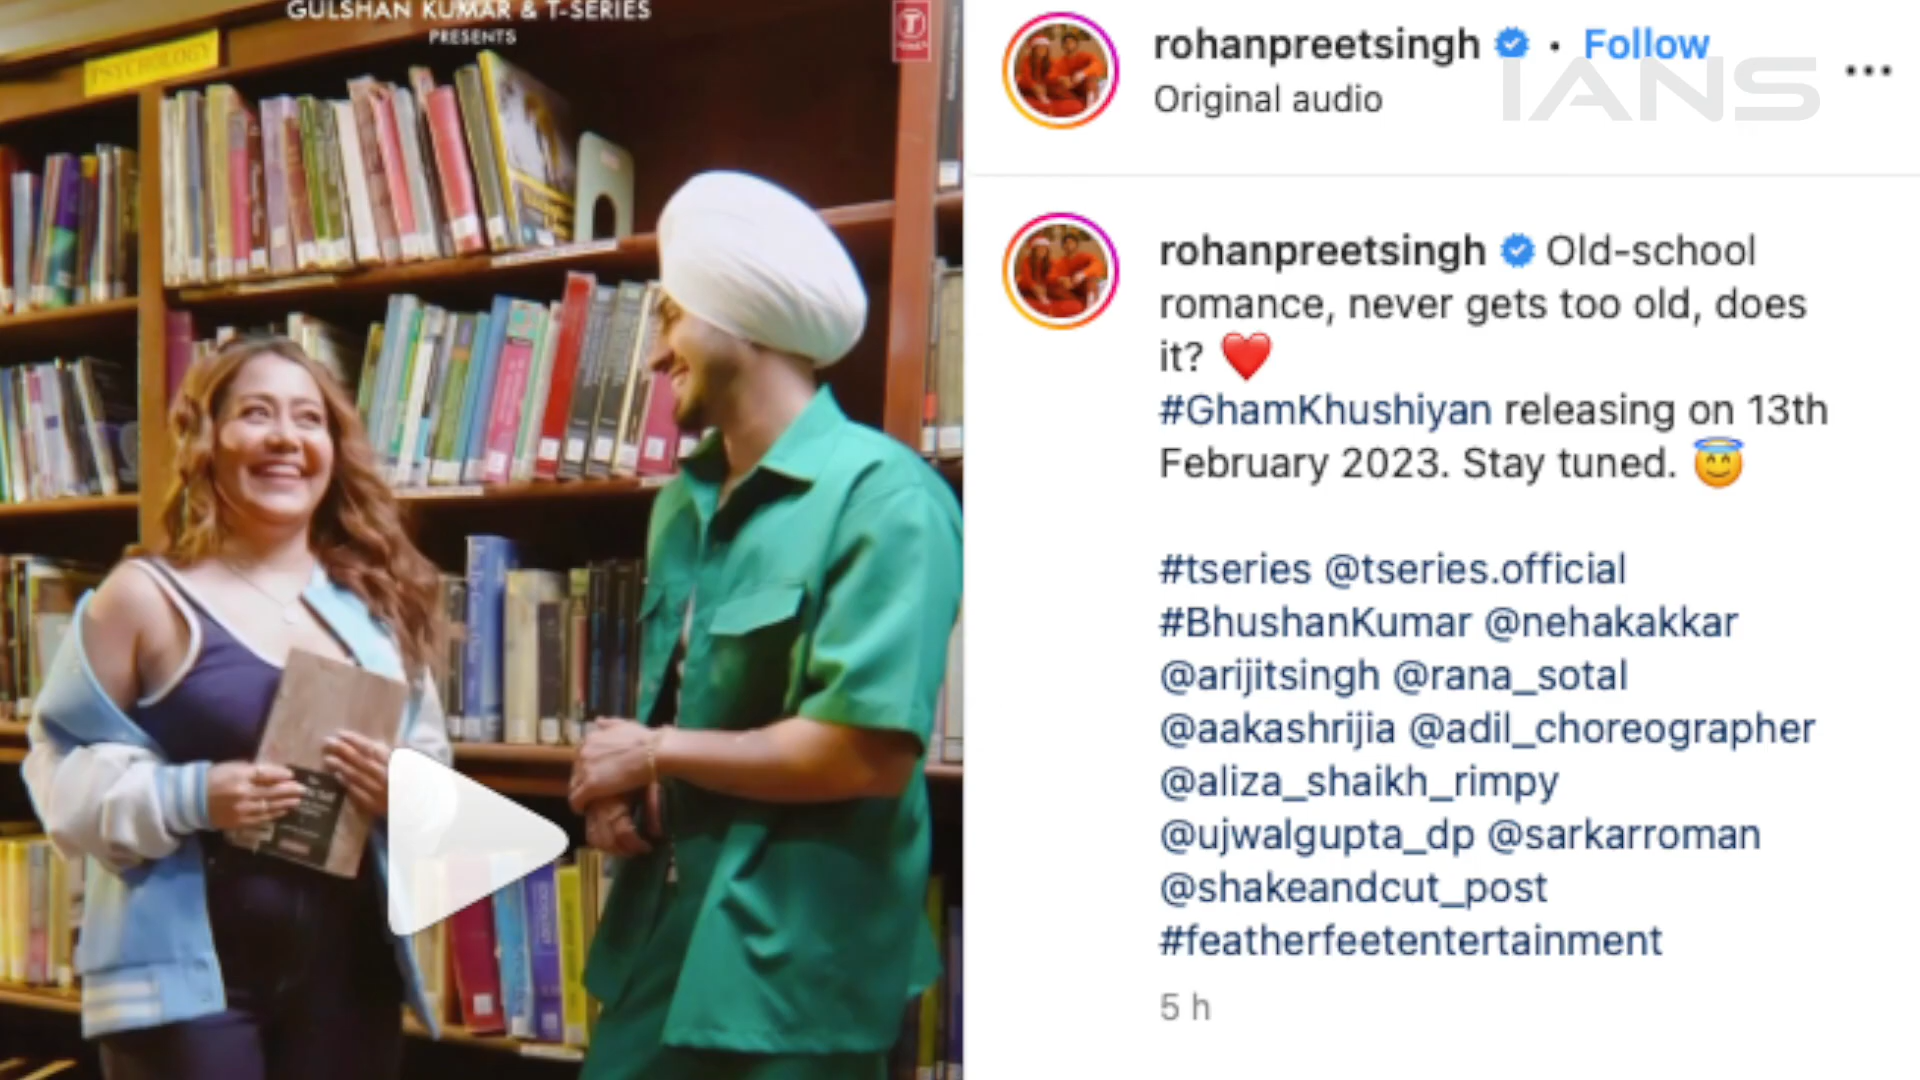 GULSHAN KUMAR & T-SERIES
PRESENTS
PSYCHOLOGY
rohanpreetsingh • Follow
Original audio
IANS
rohanpreetsingh Old-school
romance, never gets too old, does
it? ❤️
#GhamKhushiyan releasing on 13th
February 2023. Stay tuned. 😇
#tseries @tseries.official
#BhushanKumar @nehakakkar
@arijitsingh @rana_sotal
@aakashrijia @adil_choreographer
@aliza_shaikh_rimpy
@ujwalgupta_dp @sarkarroman
@shakeandcut_post
#featherfeetentertainment
5 h